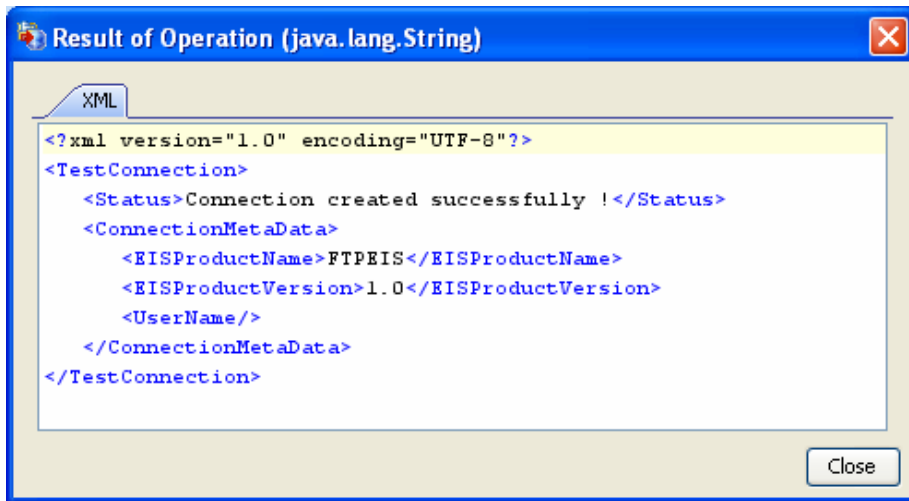 Result of Operation (java.lang.String)
XML
<?xml version="1.0" encoding="UTF-8"?>
<TestConnection>
<Status>Connection created successfully !</Status>
<ConnectionMetaData>
<EISProductName>FTPEIS</EISProductName>
<EISProductVersion>1.0</EISProductVersion>
<UserName/>
</ConnectionMetaData>
</TestConnection>
Close